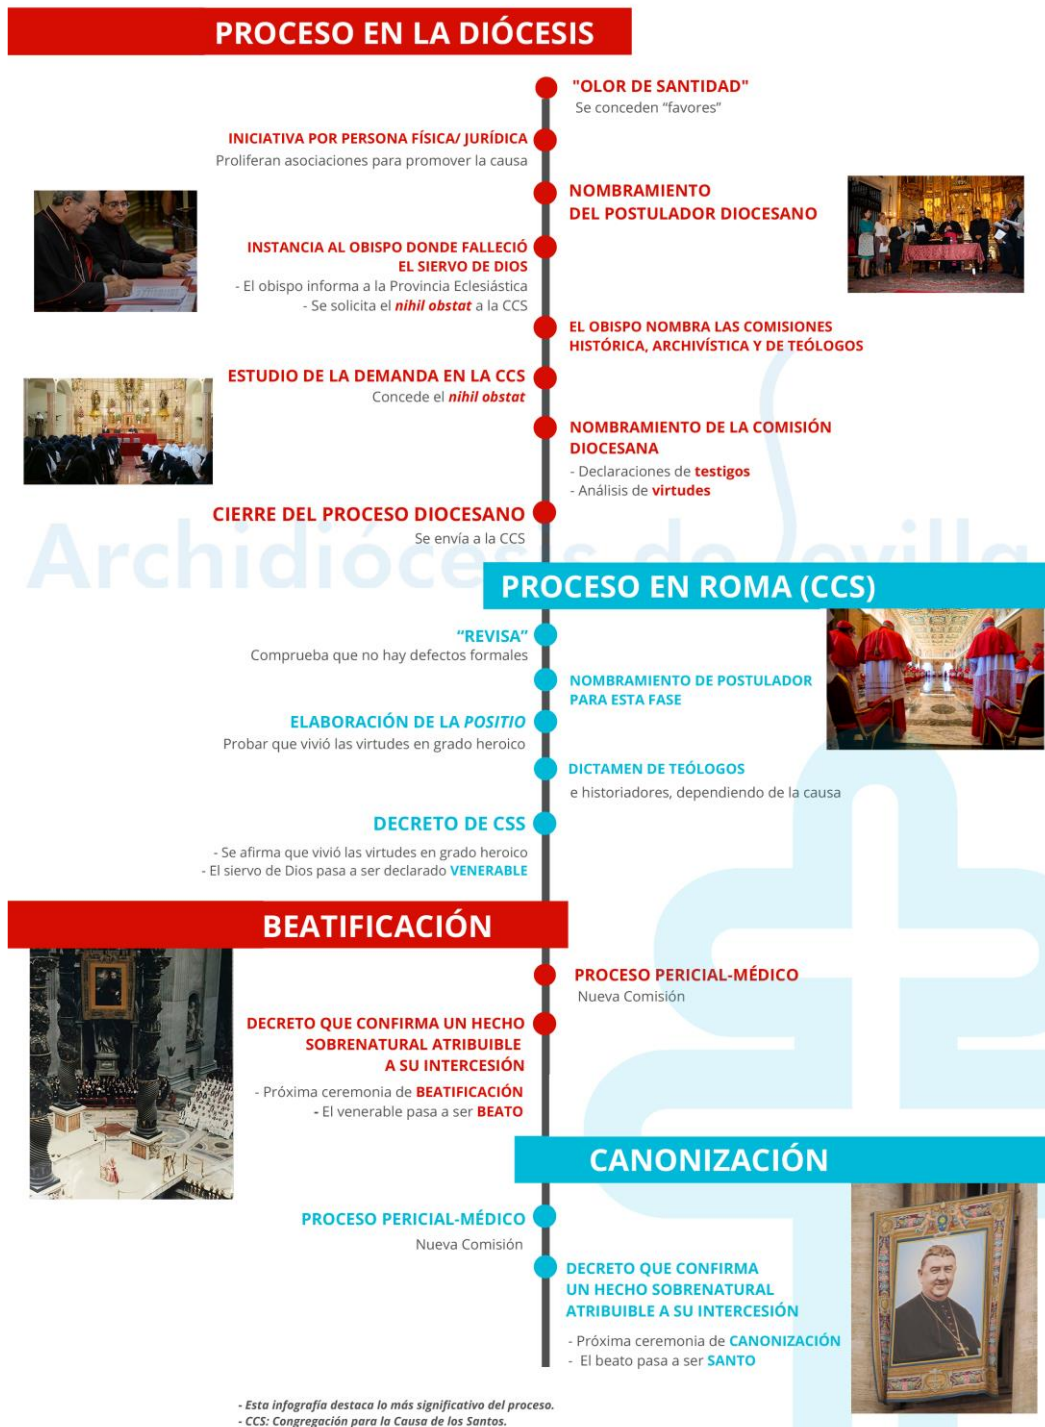 PROCESO EN LA DIÓCESIS
"OLOR DE SANTIDAD"
Se conceden “favores”
INICIATIVA POR PERSONA FÍSICA/ JURÍDICA
Proliferan asociaciones para promover la causa
NOMBRAMIENTO
DEL POSTULADOR DIOCESANO
INSTANCIA AL OBISPO DONDE FALLECIÓ
EL SIERVO DE DIOS
- El obispo informa a la Provincia Eclesiástica
- Se solicita el nihil obstat a la CCS
EL OBISPO NOMBRA LAS COMISIONES
HISTÓRICA, ARCHIVÍSTICA Y DE TEÓLOGOS
ESTUDIO DE LA DEMANDA EN LA CCS
Concede el nihil obstat
NOMBRAMIENTO DE LA COMISIÓN
DIOCESANA
- Declaraciones de testigos
- Análisis de virtudes
CIERRE DEL PROCESO DIOCESANO
Se envía a la CCS
Archidiócesis de Sevilla
PROCESO EN ROMA (CCS)
“REVISA”
Comprueba que no hay defectos formales
NOMBRAMIENTO DE POSTULADOR
PARA ESTA FASE
ELABORACIÓN DE LA POSITIO
Probar que vivió las virtudes en grado heroico
DICTAMEN DE TEÓLOGOS
e historiadores, dependiendo de la causa
DECRETO DE CSS
- Se afirma que vivió las virtudes en grado heroico
- El siervo de Dios pasa a ser declarado VENERABLE
BEATIFICACIÓN
PROCESO PERICIAL-MÉDICO
Nueva Comisión
DECRETO QUE CONFIRMA UN HECHO
SOBRENATURAL ATRIBUIBLE
A SU INTERCESIÓN
- Próxima ceremonia de BEATIFICACIÓN
- El venerable pasa a ser BEATO
CANONIZACIÓN
PROCESO PERICIAL-MÉDICO
Nueva Comisión
DECRETO QUE CONFIRMA
UN HECHO SOBRENATURAL
ATRIBUIBLE A SU INTERCESIÓN
- Próxima ceremonia de CANONIZACIÓN
- El beato pasa a ser SANTO
- Esta infografía destaca lo más significativo del proceso.
- CCS: Congregación para la Causa de los Santos.